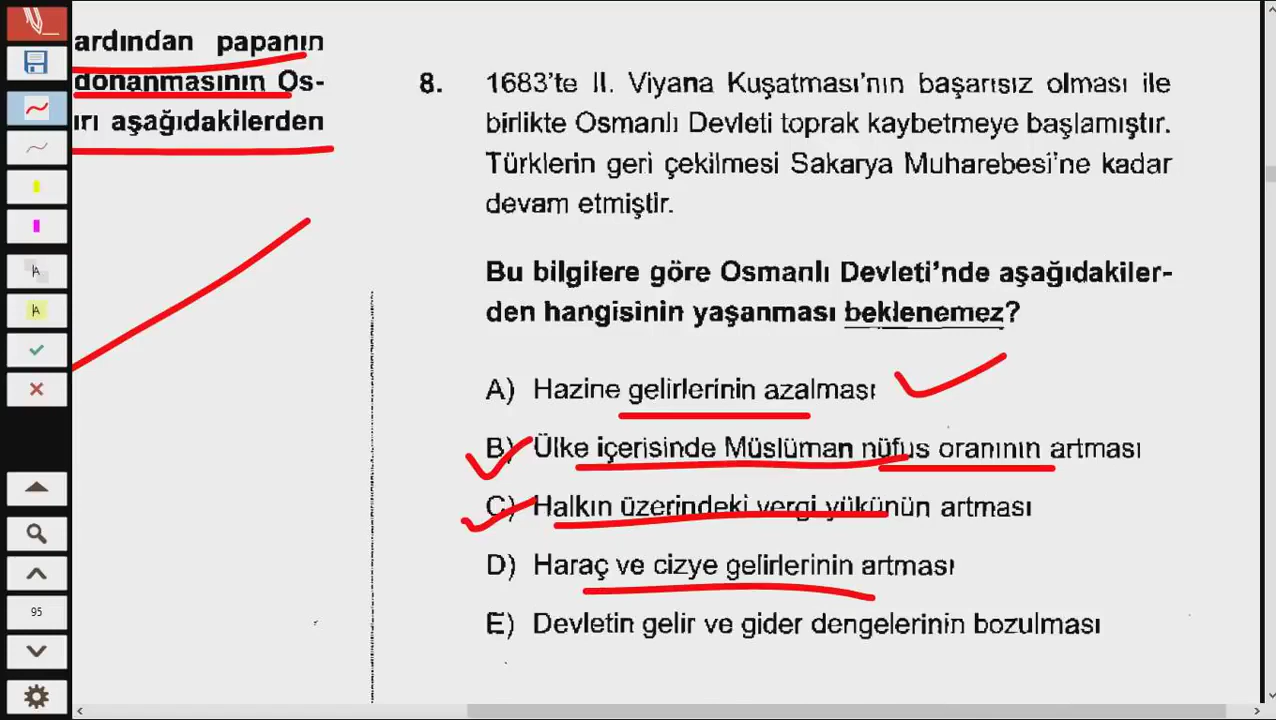 ardından papanın
donanmasının Os-
ırı aşağıdakilerden
8. 1683'te II. Viyana Kuşatması'nın başarısız olması ile
birlikte Osmanlı Devleti toprak kaybetmeye başlamıştır.
Türklerin geri çekilmesi Sakarya Muharebesi'ne kadar
devam etmiştir.
Bu bilgilere göre Osmanlı Devleti'nde aşağıdakiler-
den hangisinin yaşanması beklenemez?
A) Hazine gelirlerinin azalması
B) Ülke içerisinde Müslüman nüfus oranının artması
C) Halkın üzerindeki vergi yükünün artması
D) Haraç ve cizye gelirlerinin artması
E) Devletin gelir ve gider dengelerinin bozulması
A
A
95